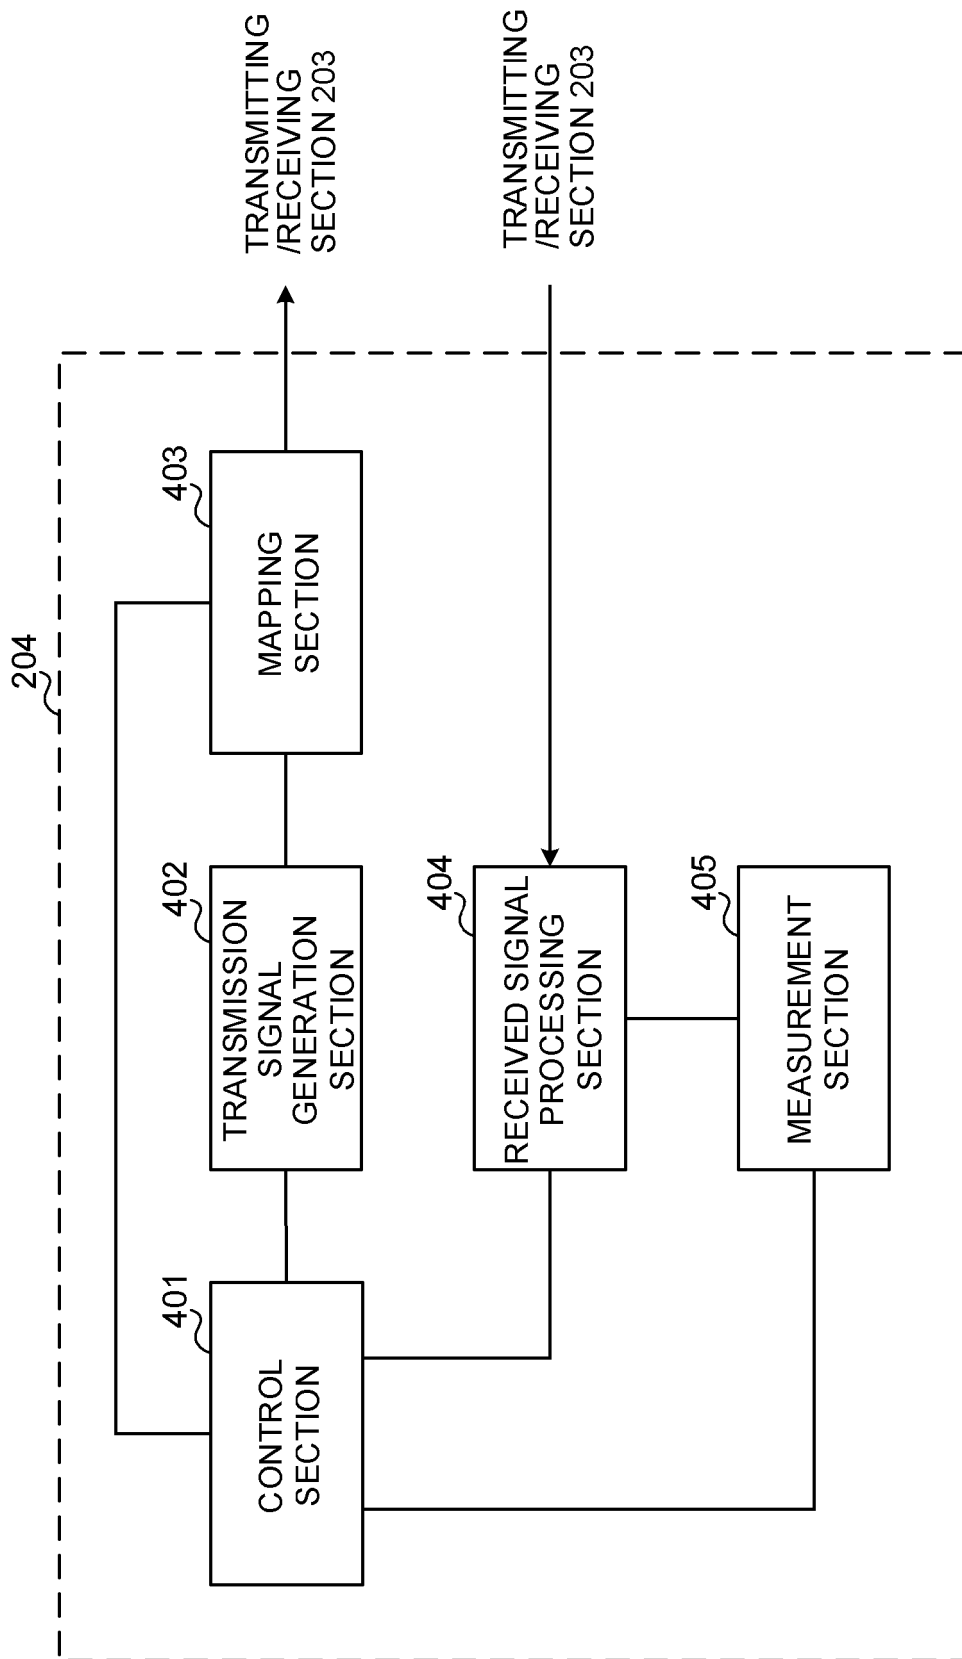 204
403
MAPPING
SECTION
TRANSMITTING
/RECEIVING
SECTION 203
402
TRANSMISSION
SIGNAL
GENERATION
SECTION
401
CONTROL
SECTION
404
RECEIVED SIGNAL
PROCESSING
SECTION
TRANSMITTING
/RECEIVING
SECTION 203
405
MEASUREMENT
SECTION